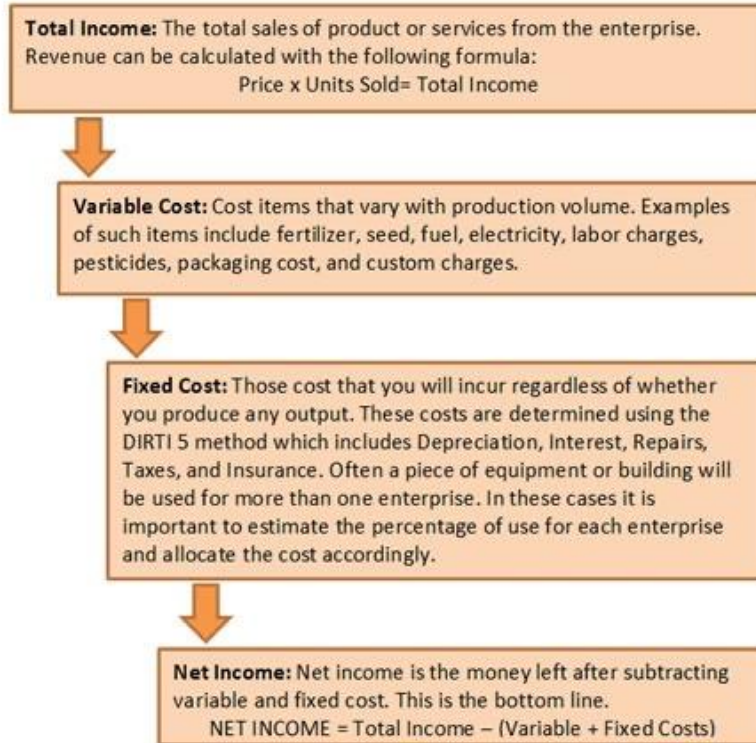 Total Income: The total sales of product or services from the enterprise.
Revenue can be calculated with the following formula:
Price x Units Sold= Total Income
Variable Cost: Cost items that vary with production volume. Examples
of such items include fertilizer, seed, fuel, electricity, labor charges,
pesticides, packaging cost, and custom charges.
Fixed Cost: Those cost that you will incur regardless of whether
you produce any output. These costs are determined using the
DIRTI 5 method which includes Depreciation, Interest, Repairs,
Taxes, and Insurance. Often a piece of equipment or building will
be used for more than one enterprise. In these cases it is
important to estimate the percentage of use for each enterprise
and allocate the cost accordingly.
Net Income: Net income is the money left after subtracting
variable and fixed cost. This is the bottom line.
NET INCOME = Total Income – (Variable + Fixed Costs)